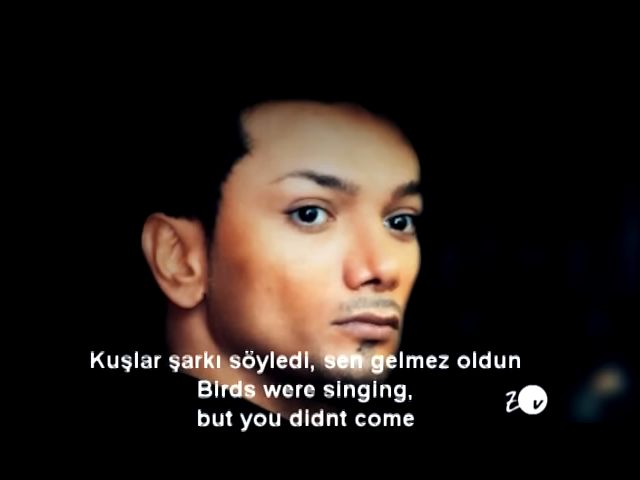 Kuşlar şarkı söyledi, sen gelmez oldun
Birds were singing,
but you didnt come
Z v